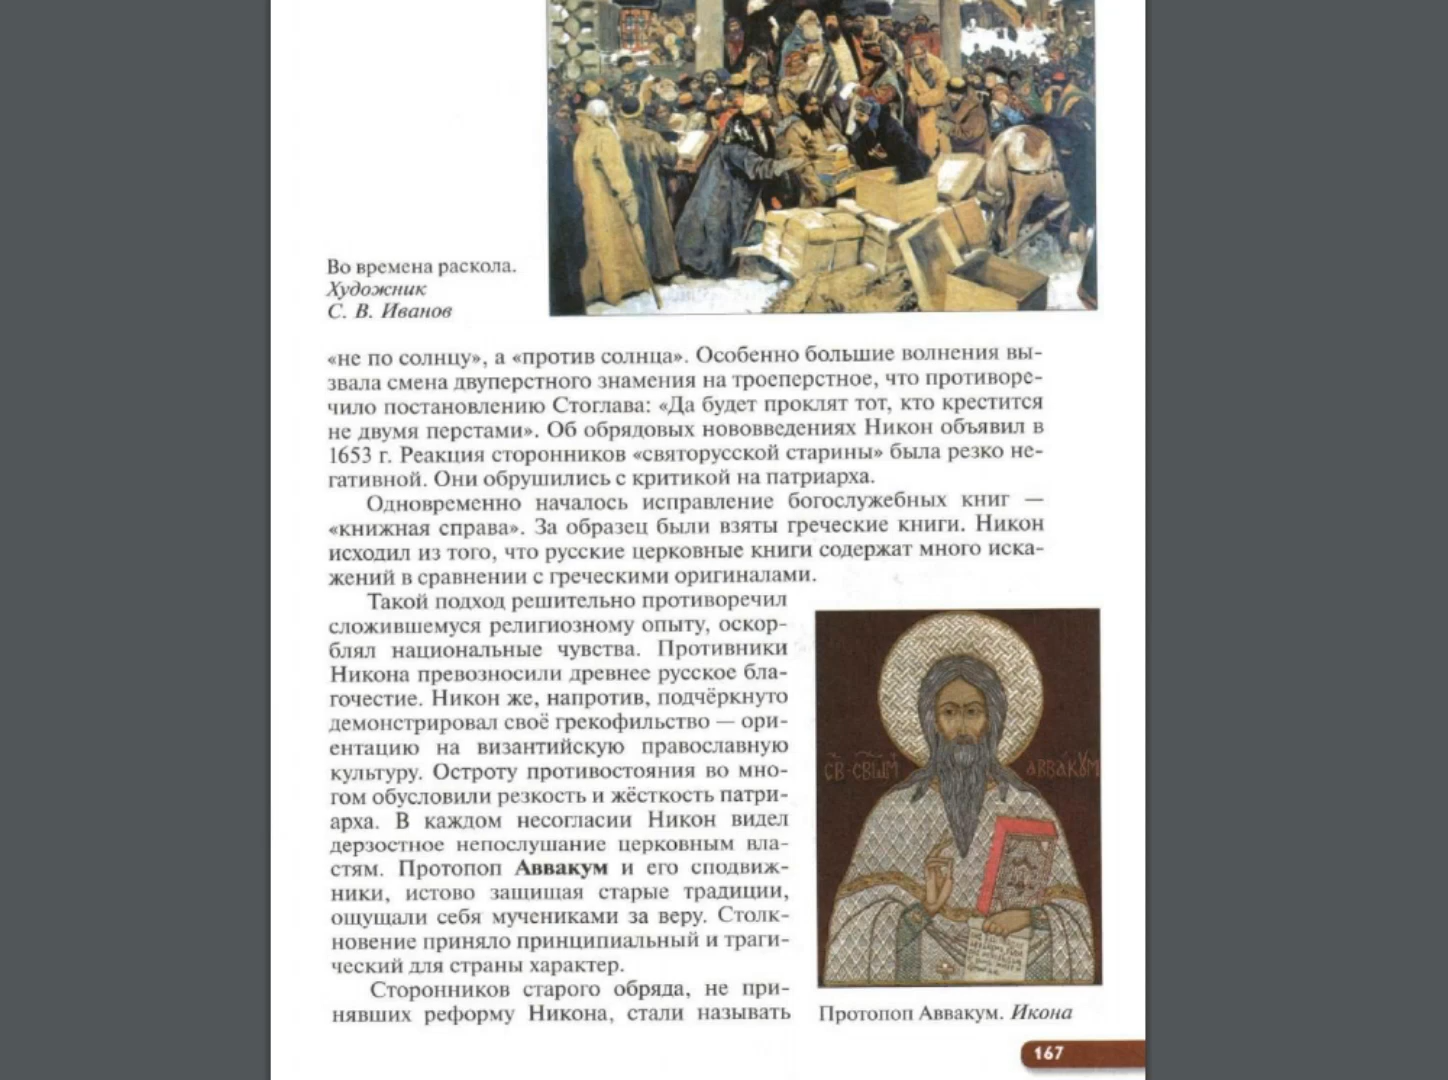 Во времена раскола.
Художник
С. В. Иванов
«не по солнцу», а «против солнца». Особенно большие волнения вы-
звала смена двуперстного знамения на троеперстное, что противоре-
чило постановлению Стоглава: «Да будет проклят тот, кто крестится
не двумя перстами». Об обрядовых нововведениях Никон объявил в
1653 г. Реакция сторонников «святорусской старины» была резко не-
гативной. Они обрушились с критикой на патриарха.
Одновременно началось исправление богослужебных книг —
«книжная справа». За образец были взяты греческие книги. Никон
исходил из того, что русские церковные книги содержат много иска-
жений в сравнении с греческими оригиналами.
Такой подход решительно противоречил
сложившемуся религиозному опыту, оскор-
блял национальные чувства. Противники
Никона превозносили древнее русское бла-
гочестие. Никон же, напротив, подчёркнуто
демонстрировал своё грекофильство — ори-
ентацию на византийскую православную
культуру. Остроту противостояния во мно-
гом обусловили резкость и жёсткость патри-
арха. В каждом несогласии Никон видел
дерзостное непослушание церковным вла-
стям. Протопоп Аввакум и его сподвиж-
ники, истово защищая старые традиции,
ощущали себя мучениками за веру. Столк-
новение приняло принципиальный и траги-
ческий для страны характер.
Сторонников старого обряда, не при-
нявших реформу Никона, стали называть
аввакум
Протопоп Аввакум. Икона
167